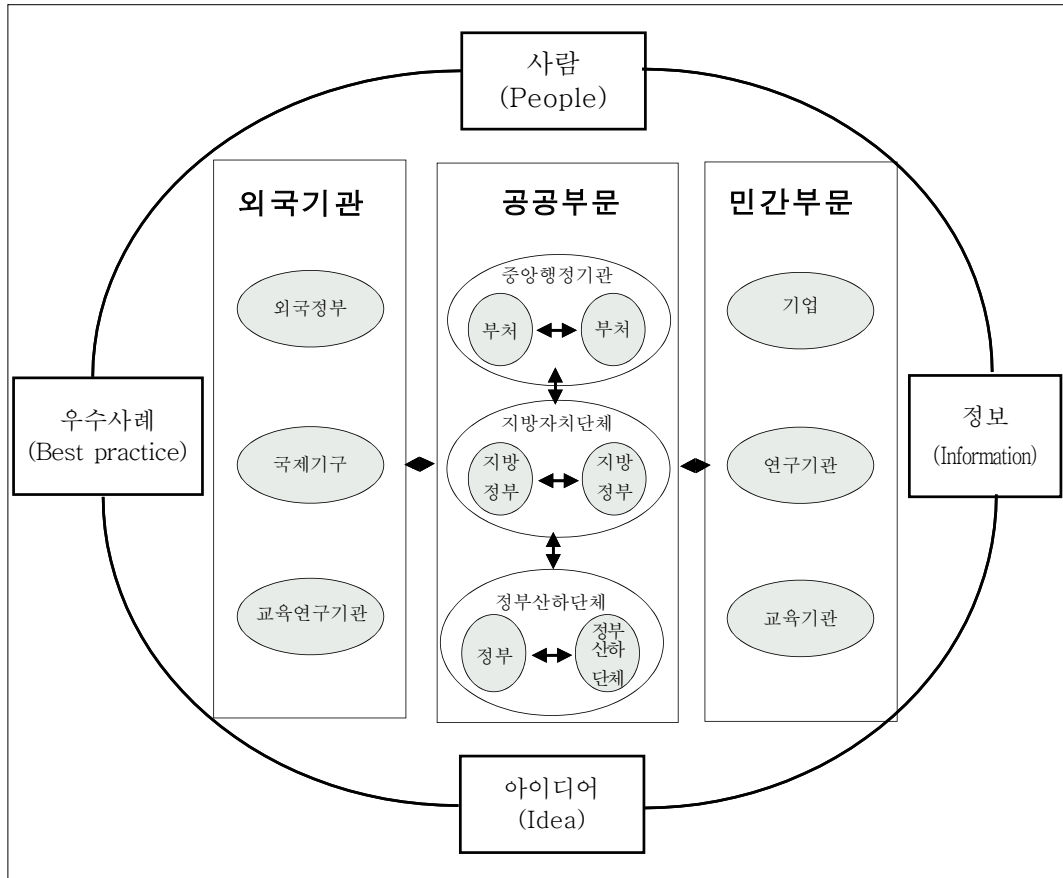 사람
(People)
외국기관
공공부문
민간부문
중앙행정기관
외국정부
부처
부처
기업
우수사례
(Best practice)
지방자치단체
정보
(Information)
국제기구
지방
정부
지방
정부
연구기관
정부산하단체
교육연구기관
정부
정부
산하
단체
교육기관
아이디어
(Idea)